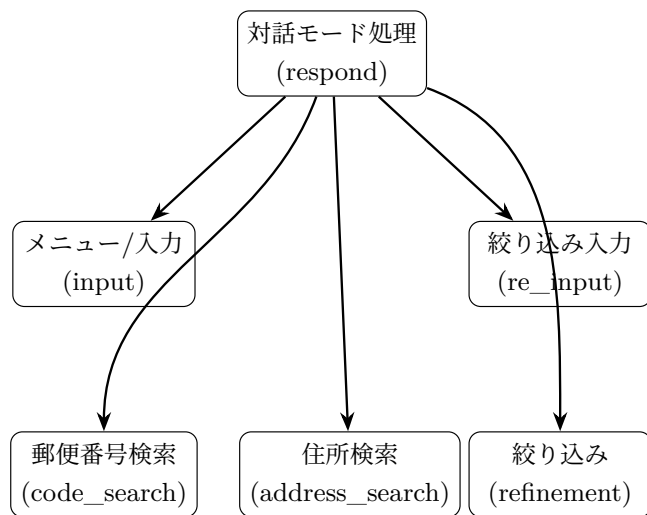 対話モード処理
(respond)
メニュー/入力
(input)
絞り込み入力
(re_input)
郵便番号検索
(code_search)
住所検索
(address_search)
絞り込み
(refinement)